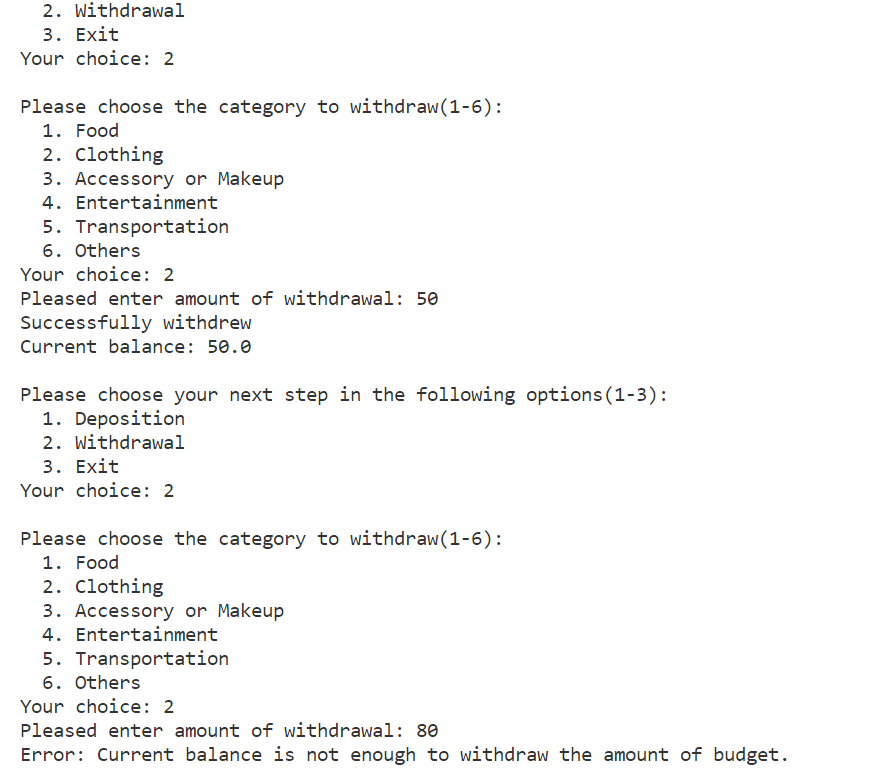 2. Withdrawal
3. Exit
Your choice: 2
Please choose the category to withdraw(1-6):
1. Food
2. Clothing
3. Accessory or Makeup
4. Entertainment
5. Transportation
6. Others
Your choice: 2
Pleased enter amount of withdrawal: 50
Successfully withdrew
Current balance: 50.0
Please choose your next step in the following options(1-3):
1. Deposition
2. Withdrawal
3. Exit
Your choice: 2
Please choose the category to withdraw(1-6):
1. Food
2. Clothing
3. Accessory or Makeup
4. Entertainment
5. Transportation
6. Others
Your choice: 2
Pleased enter amount of withdrawal: 80
Error: Current balance is not enough to withdraw the amount of budget.